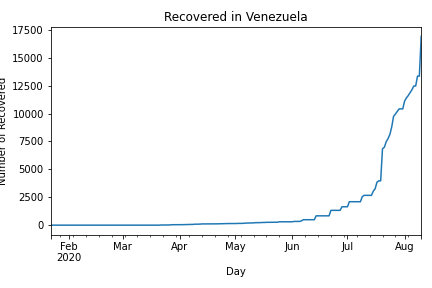 Recovered in Venezuela
Number of Recovered
17500
15000
12500
10000
7500
5000
2500
0
Feb
2020
Mar
Apr
May
Jun
Jul
Aug
Day